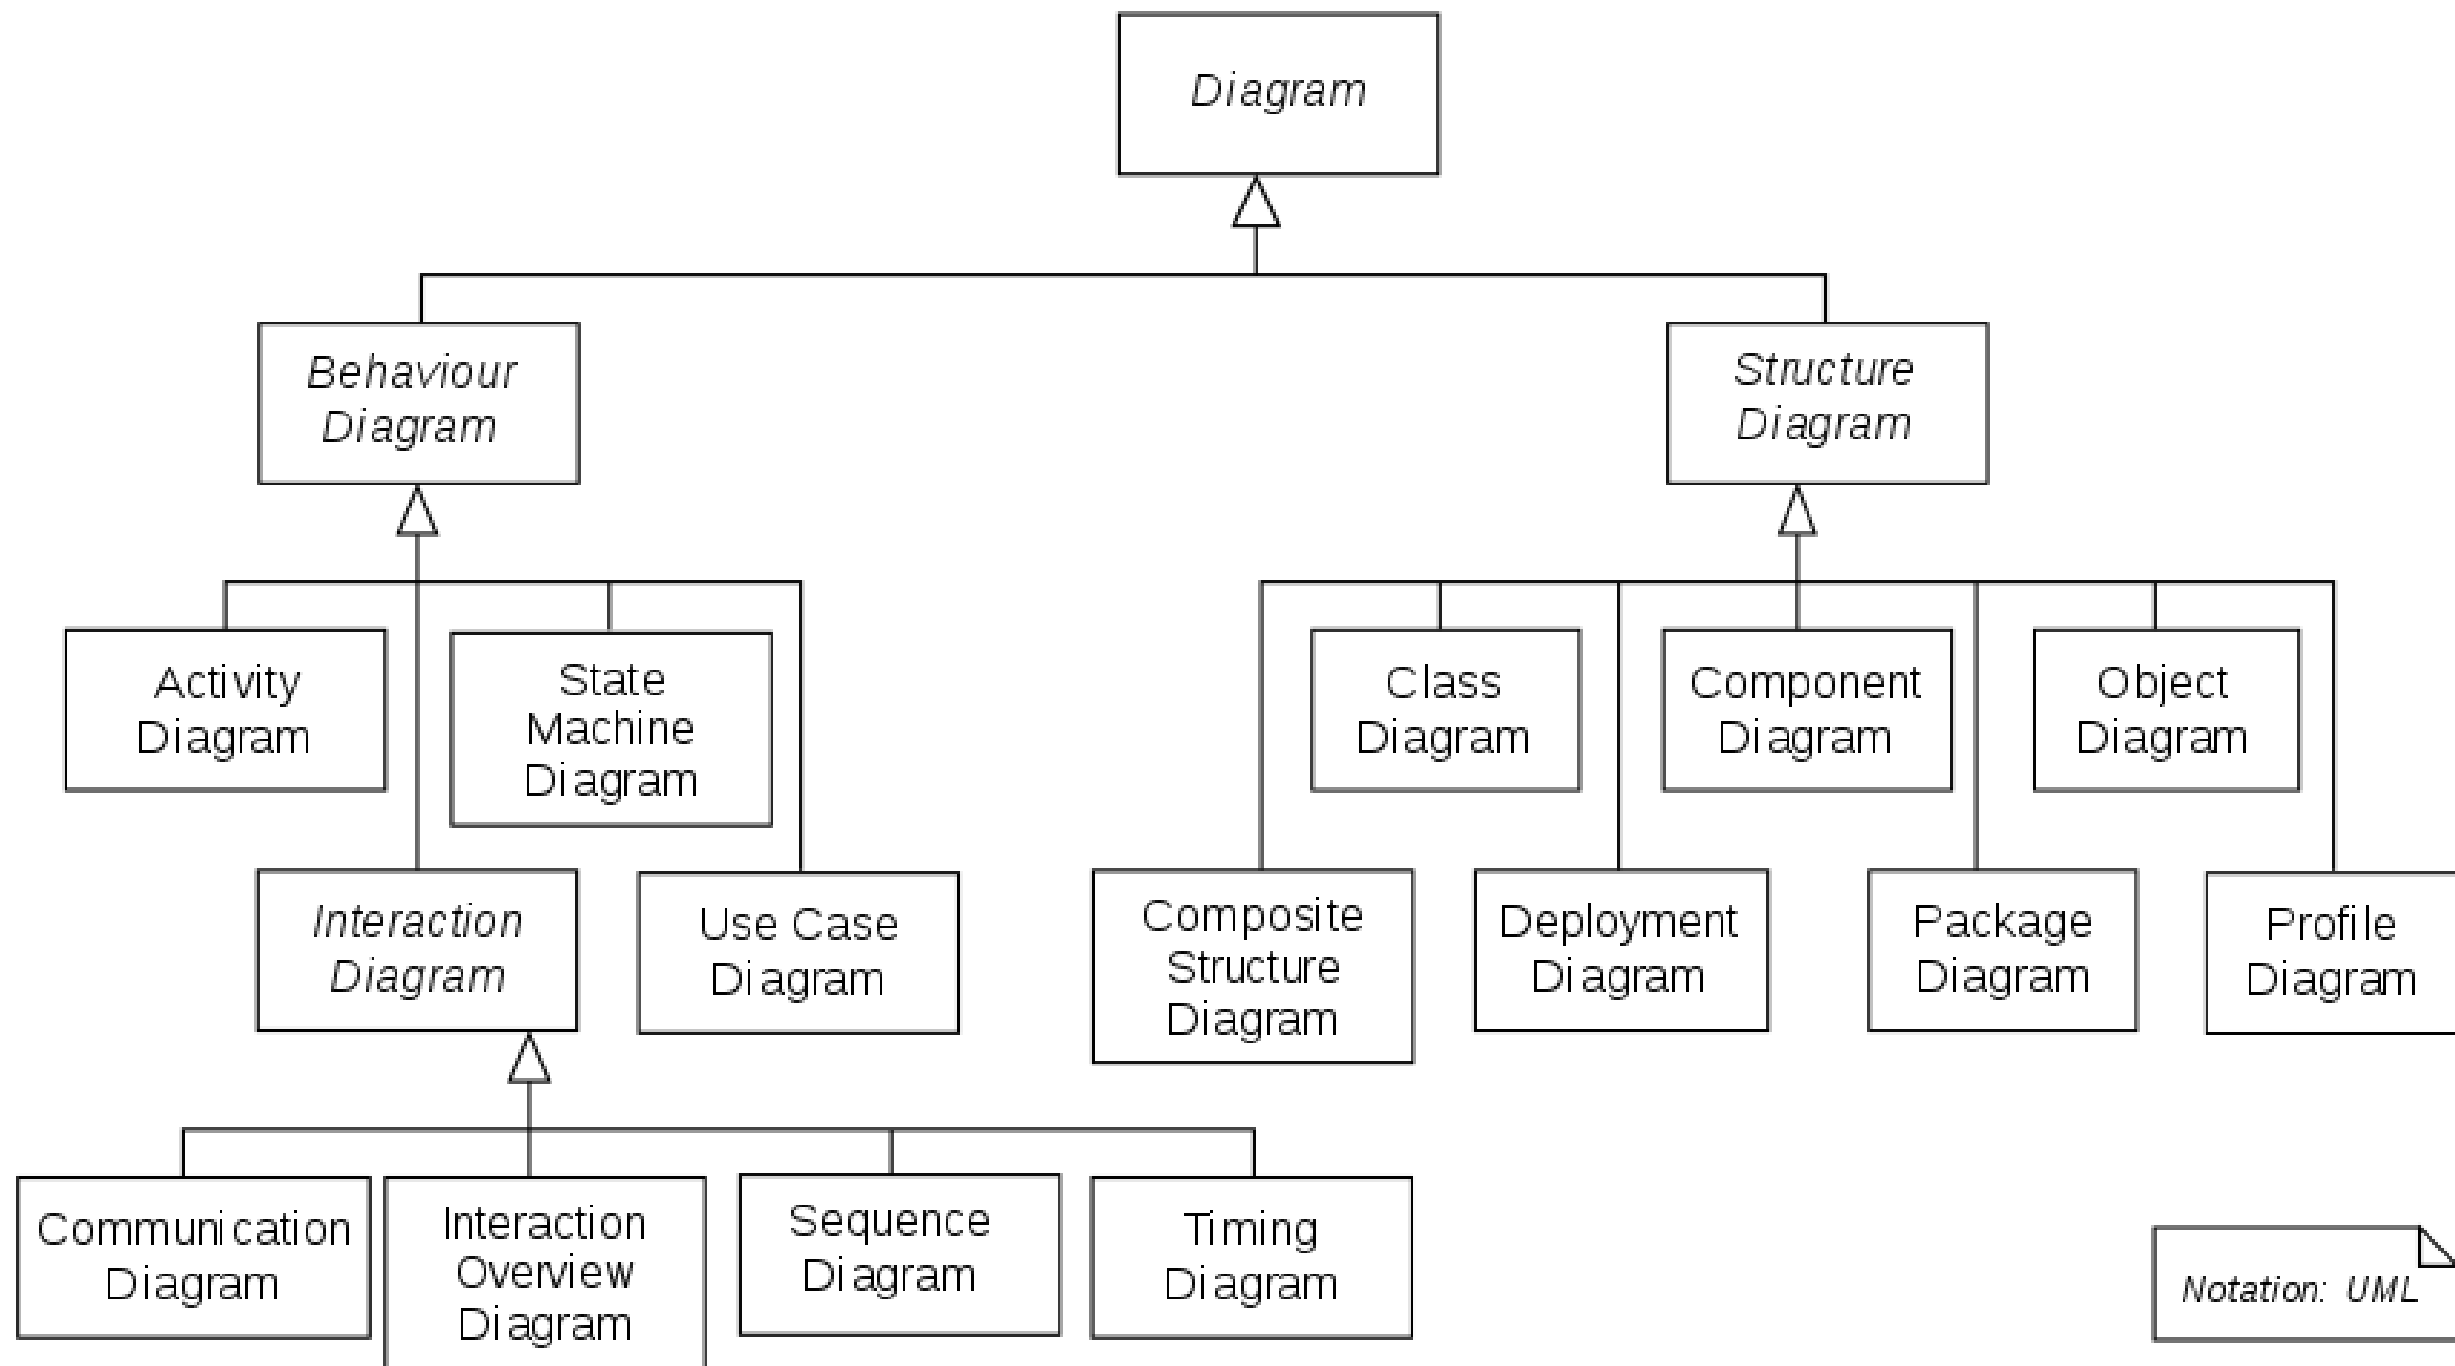 Diagram
Behaviour
Diagram
Structure
Diagram
Activity
Diagram
State
Machine
Diagram
Class
Diagram
Component
Diagram
Object
Diagram
Interaction
Diagram
Use Case
Diagram
Composite
Structure
Diagram
Deployment
Diagram
Package
Diagram
Profile
Diagram
Communication
Diagram
Interaction
Overview
Diagram
Sequence
Diagram
Timing
Diagram
Notation: UML